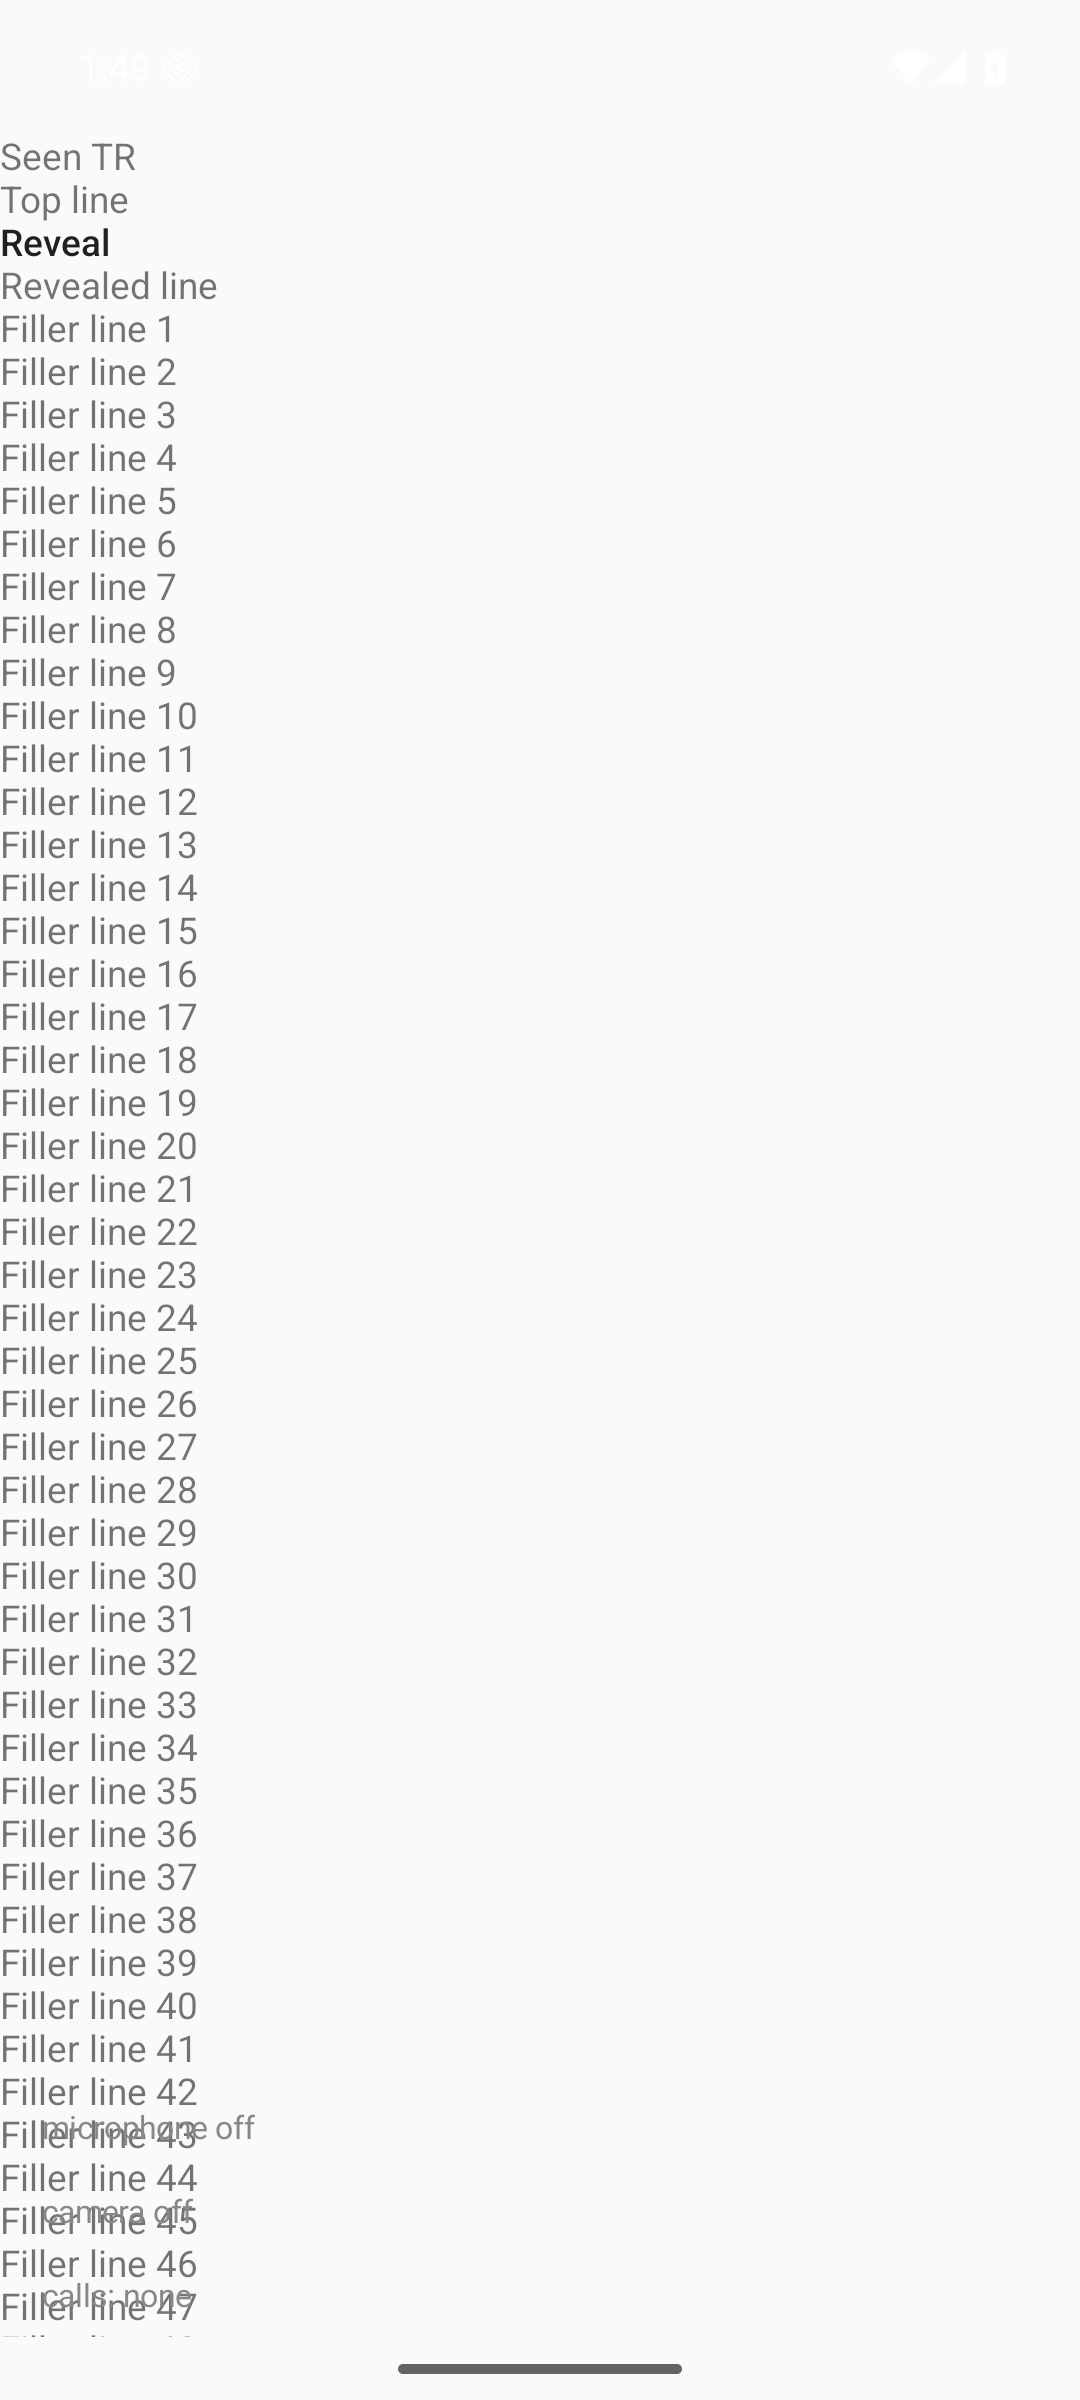 1:49
Seen TR
Top line
Reveal
Revealed line
Filler line 1
Filler line 2
Filler line 3
Filler line 4
Filler line 5
Filler line 6
Filler line 7
Filler line 8
Filler line 9
Filler line 10
Filler line 11
Filler line 12
Filler line 13
Filler line 14
Filler line 15
Filler line 16
Filler line 17
Filler line 18
Filler line 19
Filler line 20
Filler line 21
Filler line 22
Filler line 23
Filler line 24
Filler line 25
Filler line 26
Filler line 27
Filler line 28
Filler line 29
Filler line 30
Filler line 31
Filler line 32
Filler line 33
Filler line 34
Filler line 35
Filler line 36
Filler line 37
Filler line 38
Filler line 39
Filler line 40
Filler line 41
Filler line 42
microphone off
Filler line 43
Filler line 44
camera off
Filler line 45
Filler line 46
calls: none
Filler line 47